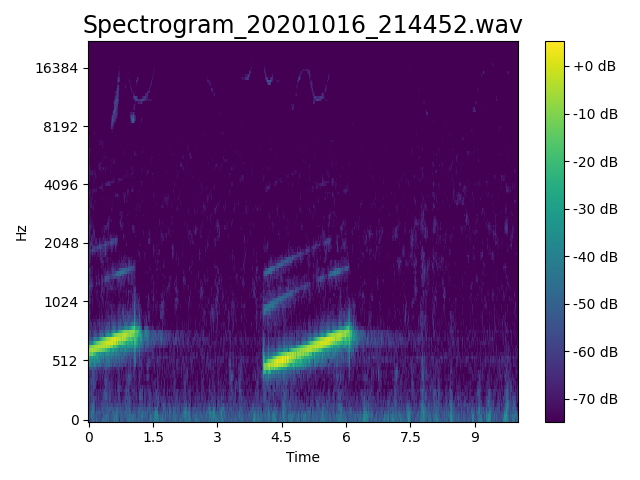 Spectrogram_20201016_214452.wav
16384
8192
4096
2048
1024
512
0
Hz
0 1.5 3 4.5 6 7.5 9
Time
+0 dB
-10 dB
-20 dB
-30 dB
-40 dB
-50 dB
-60 dB
-70 dB